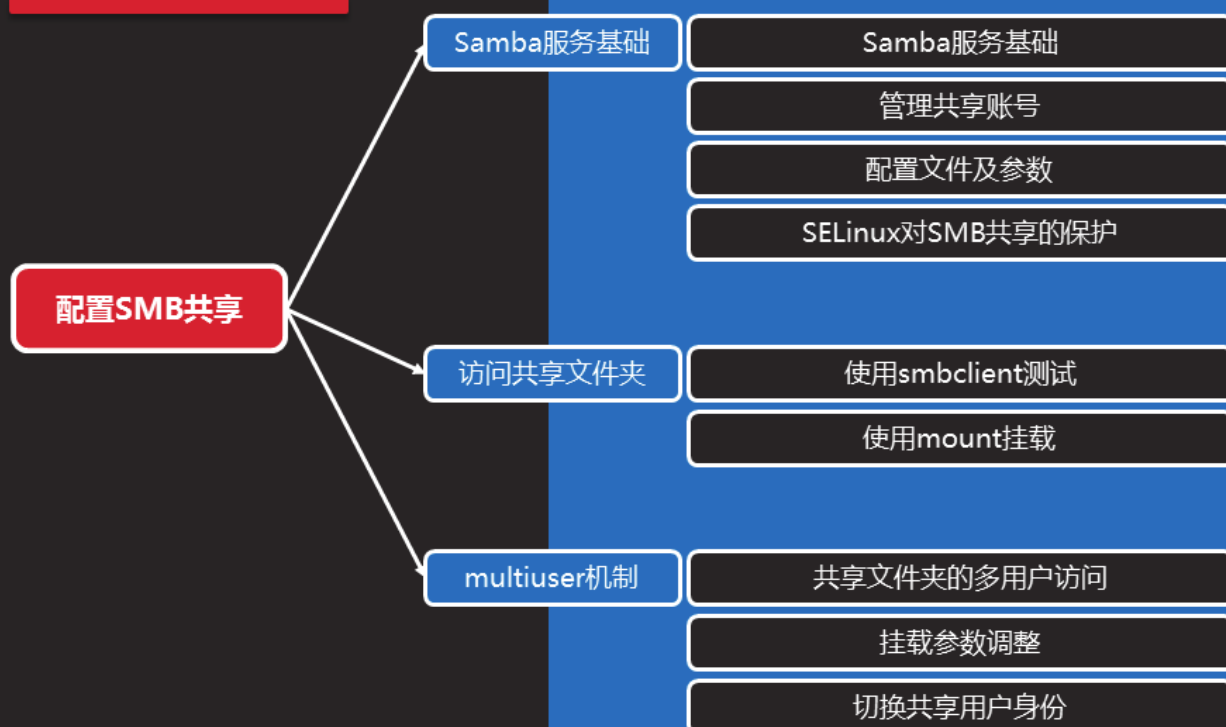 配置SMB共享
Samba服务基础
Samba服务基础
管理共享账号
配置文件及参数
SELinux对SMB共享的保护
访问共享文件夹
使用smbclient测试
使用mount挂载
multiuser机制
共享文件夹的多用户访问
挂载参数调整
切换共享用户身份